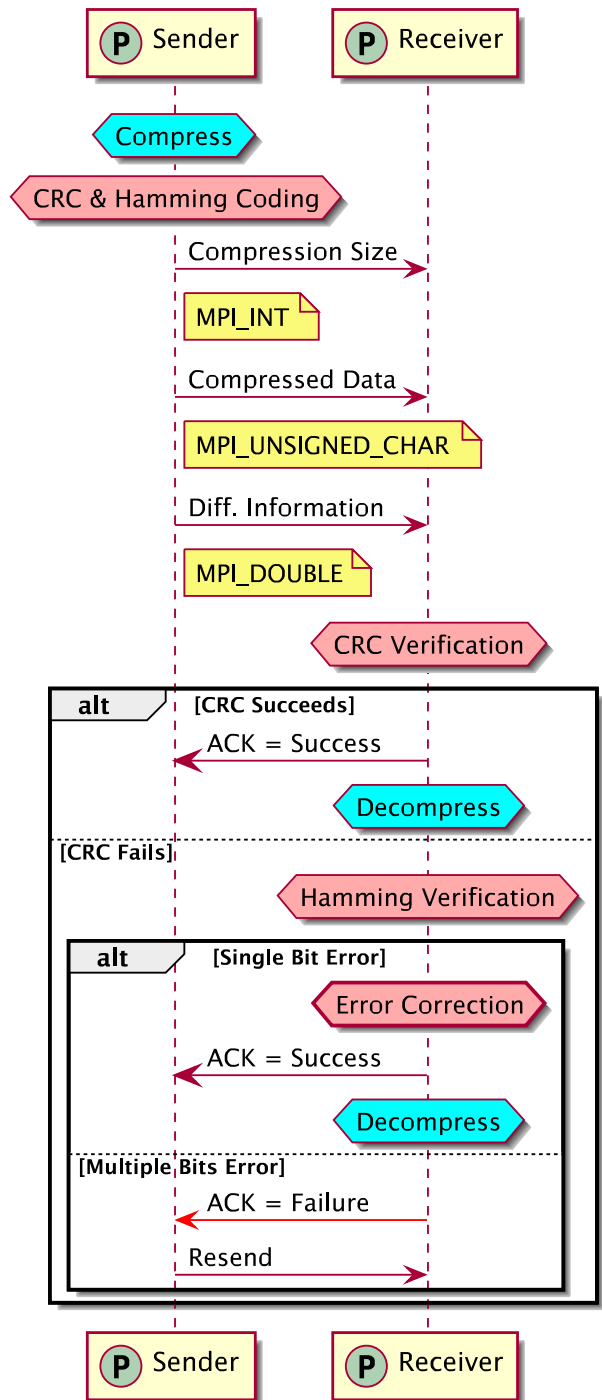 P Sender
P Receiver
Compress
CRC & Hamming Coding
Compression Size
MPI_INT
Compressed Data
MPI_UNSIGNED_CHAR
Diff. Information
MPI_DOUBLE
CRC Verification
alt [CRC Succeeds]
ACK = Success
Decompress
[CRC Fails]
Hamming Verification
alt [Single Bit Error]
Error Correction
ACK = Success
Decompress
[Multiple Bits Error]
ACK = Failure
Resend
P Sender
P Receiver